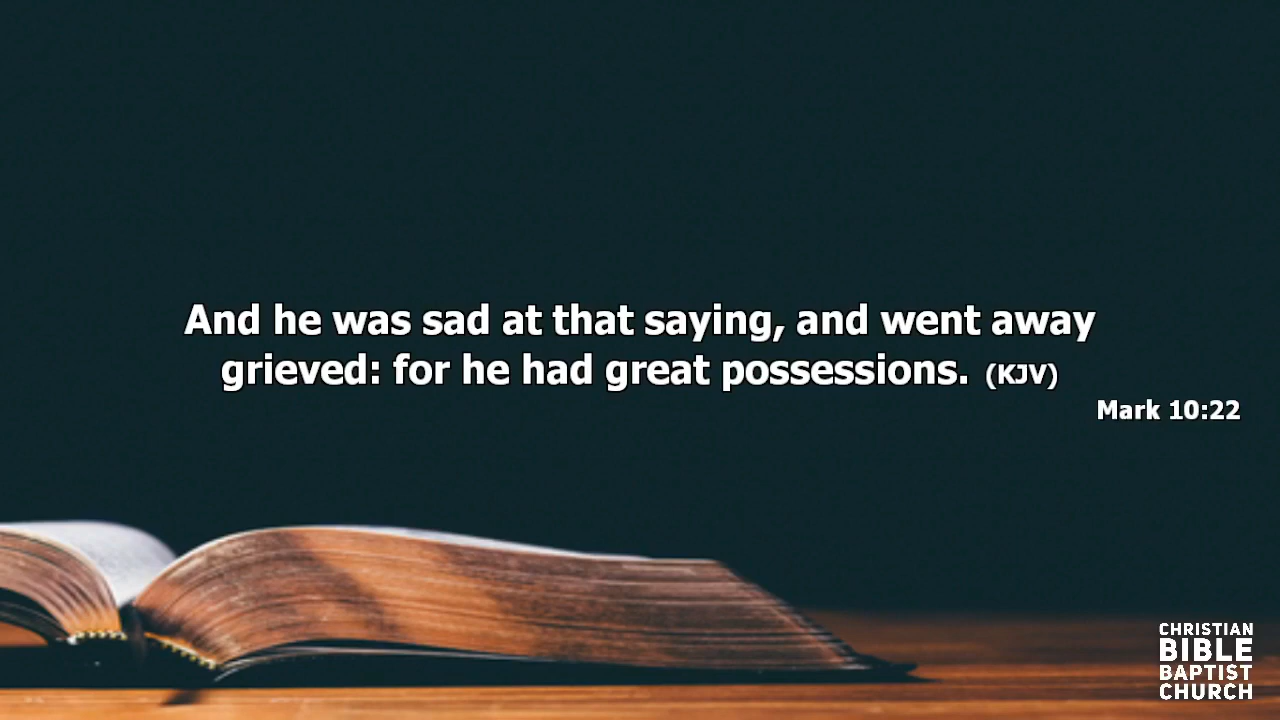 And he was sad at that saying, and went away
grieved: for he had great possessions. (KJV)
Mark 10:22
CHRISTIAN
BIBLE
BAPTIST
CHURCH